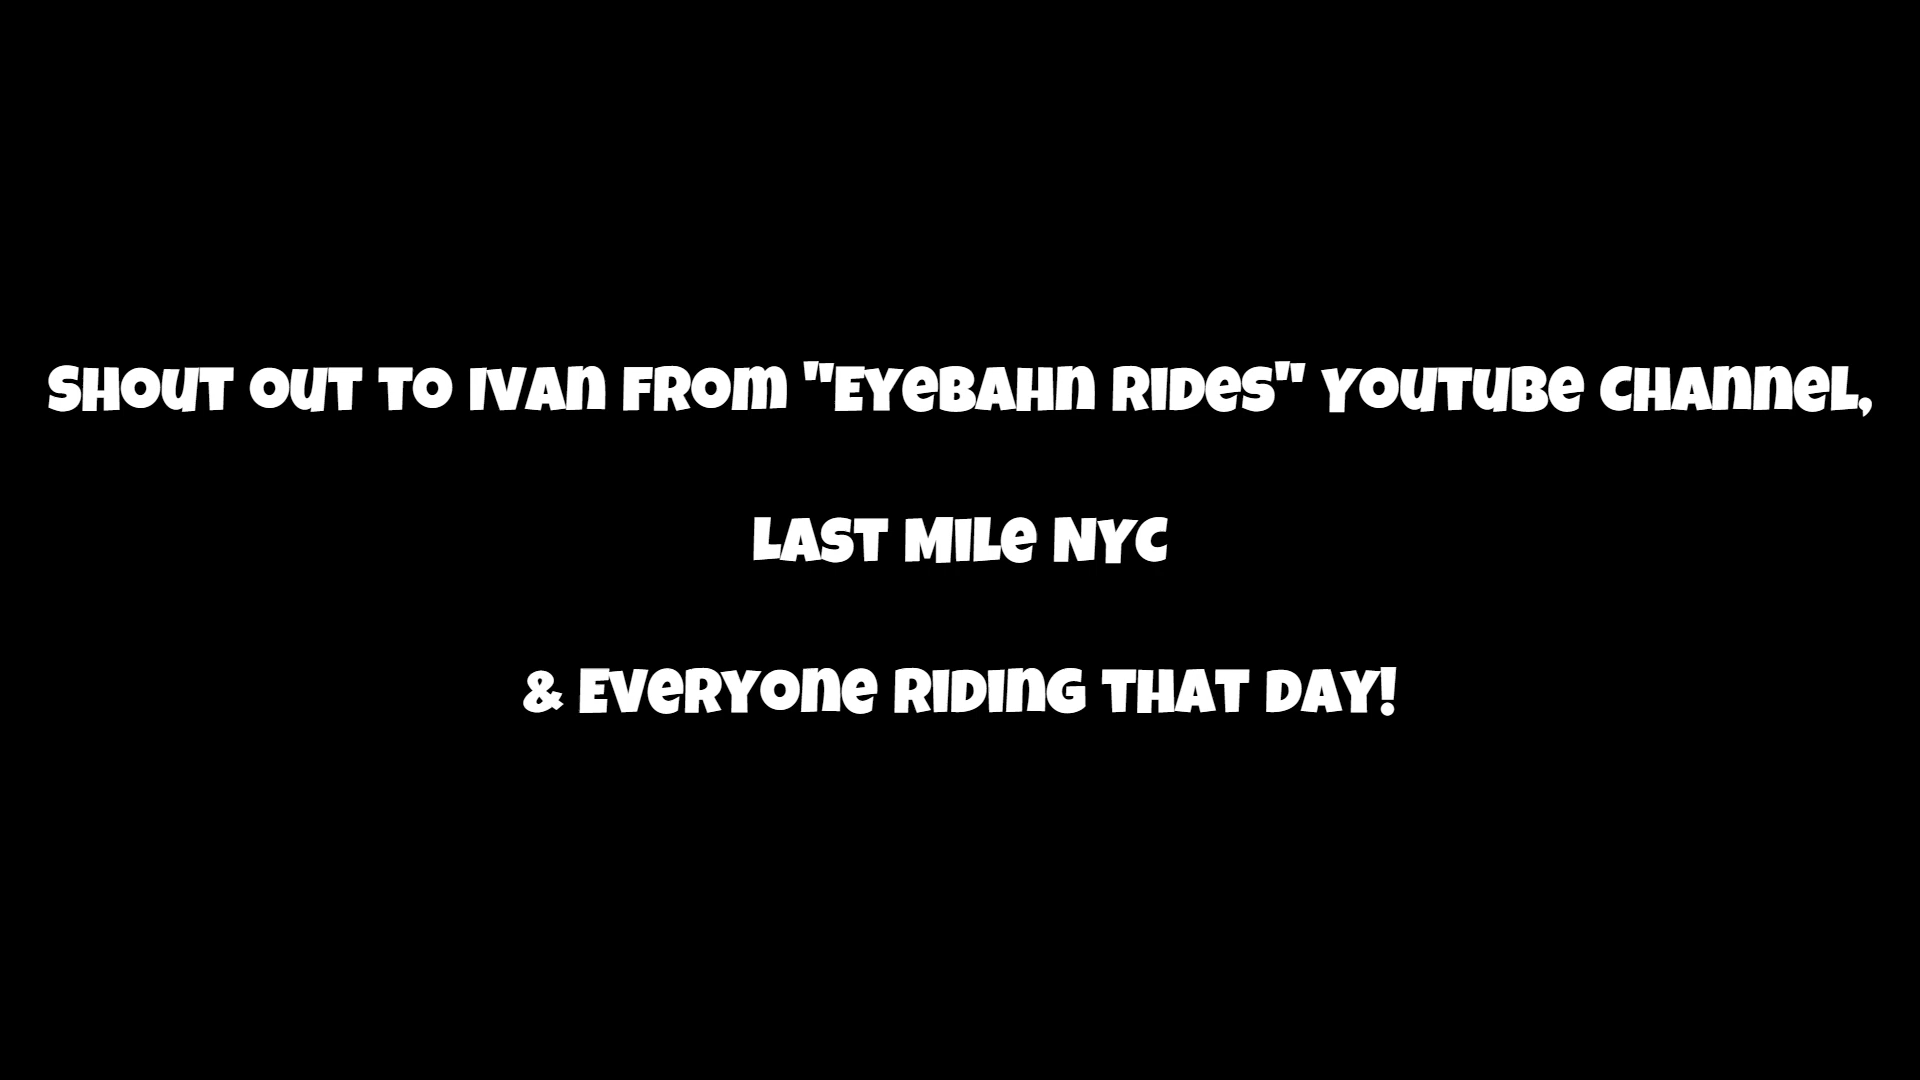 Shout out to Ivan from "Eyebahn Rides" Youtube channel,
Last Mile NYC
& Everyone riding that day!